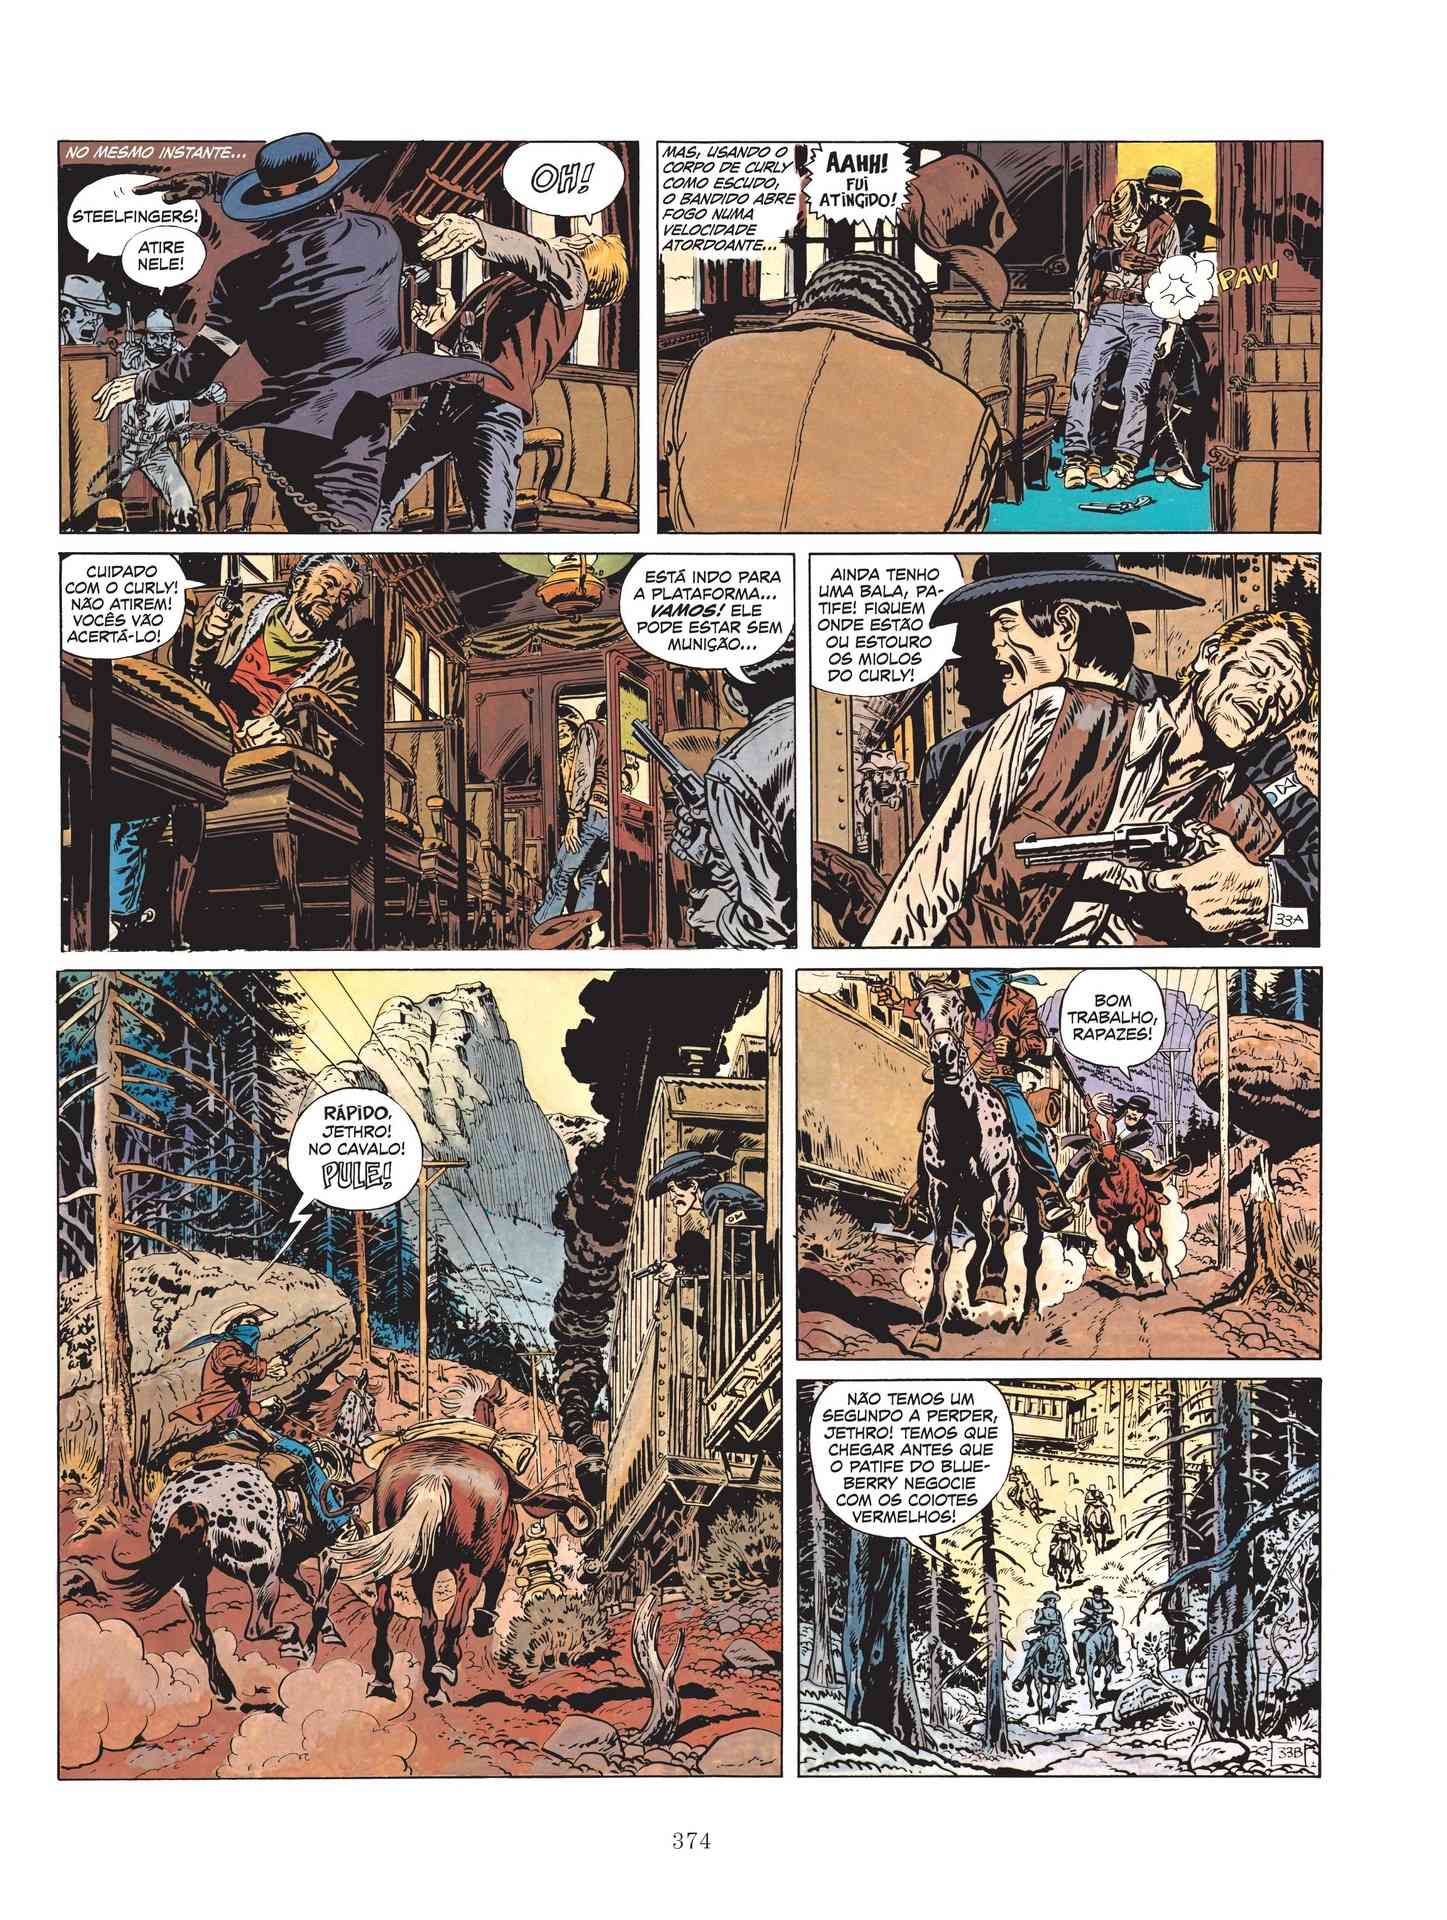 NO MESMO INSTANTE...
STEELFINGERS!
ATIRE
NELE!
OH!
MAS, USANDO O
CORPO DE CURLY
COMO ESCUDO,
O BANDIDO ABRE
FOGO NUMA
VELOCIDADE
ATORDOANTE...
AAHH!
FUI
ATINGIDO!
PAW
CUIDADO
COM O CURLY!
NÃO ATIREM!
VOCÊS VÃO
ACERTÁ-LO!
ESTÁ INDO PARA
A PLATAFORMA...
VAMOS! ELE
PODE ESTAR SEM
MUNIÇÃO...
AINDA TENHO
UMA BALA, PA-
TIFE! FIQUEM
ONDE ESTÃO
OU ESTOURO
OS MIOLOS
DO CURLY!
33A
RÁPIDO,
JETHRO!
NO CAVALO!
PULE!
BOM
TRABALHO,
RAPAZES!
NÃO TEMOS UM
SEGUNDO A PERDER,
JETHRO! TEMOS QUE
CHEGAR ANTES QUE
O PATIFE DO BLUE-
BERRY NEGOCIE
COM OS COIOTES
VERMELHOS!
33B
374